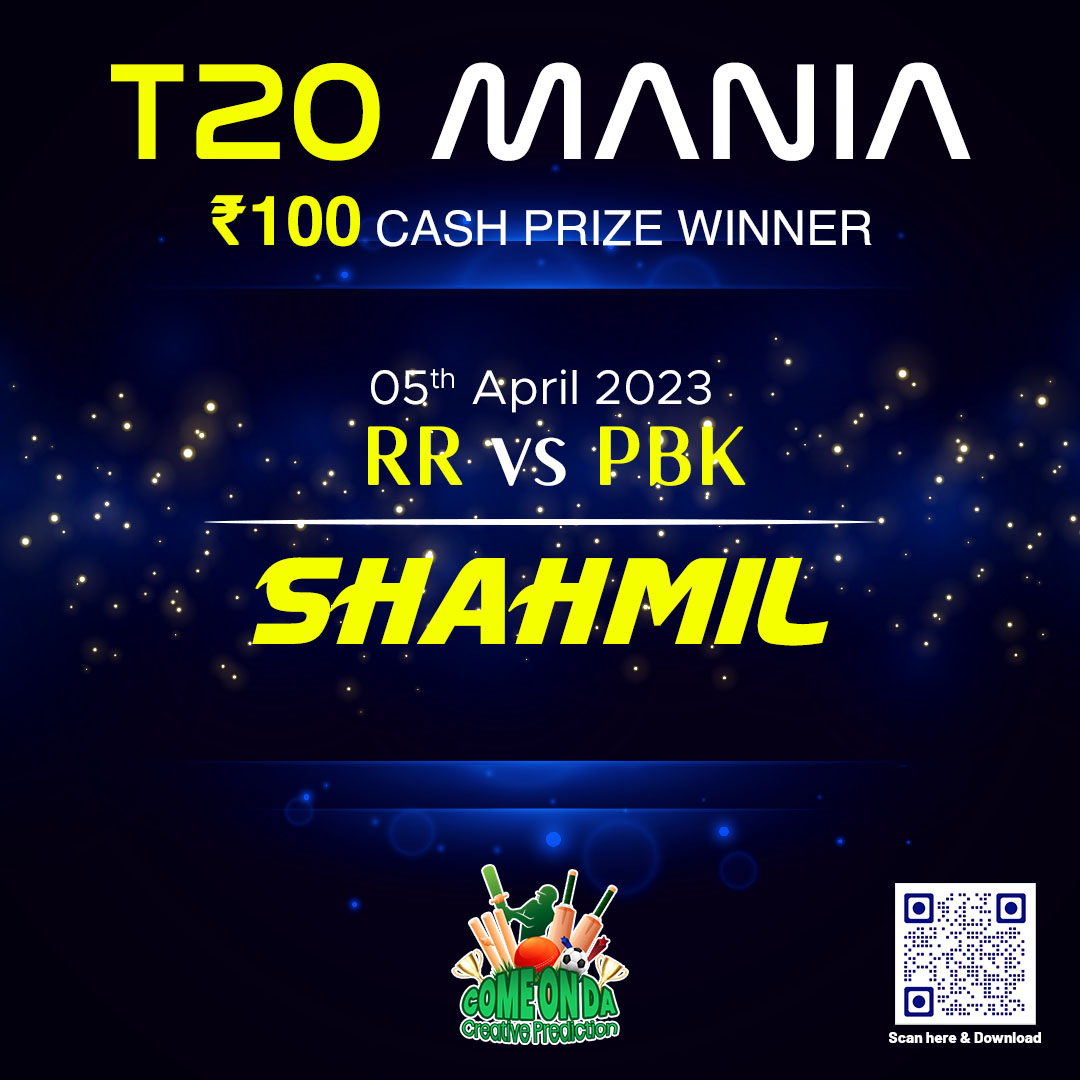 T20 MANIA
₹100 CASH PRIZE WINNER
05th April 2023
RR VS PBK
SHAHMIL
COME ON DA
Creative Prediction
Scan here & Download